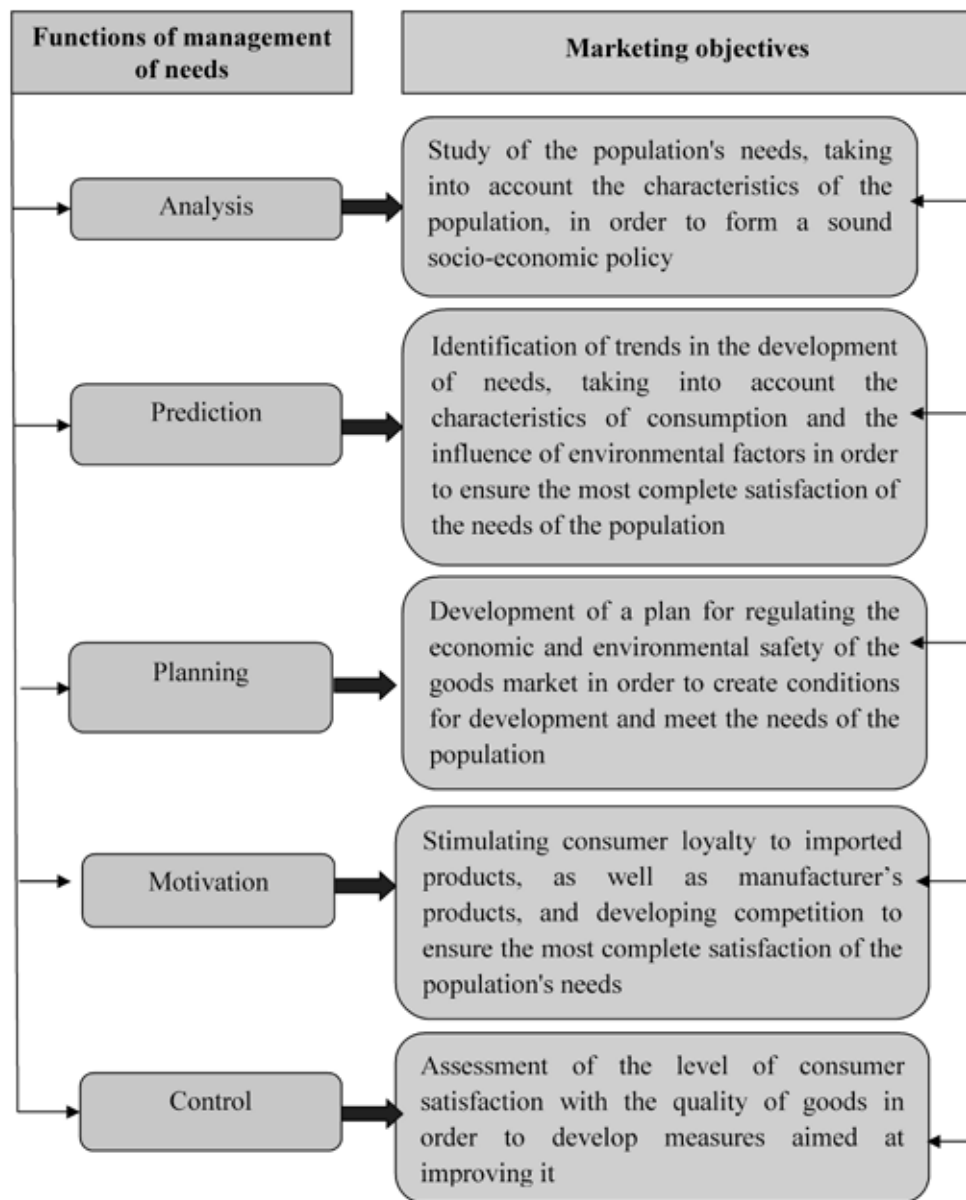 Functions of management
of needs
Marketing objectives
Analysis
Study of the population's needs, taking
into account the characteristics of the
population, in order to form a sound
socio-economic policy
Prediction
Identification of trends in the development
of needs, taking into account the
characteristics of consumption and the
influence of environmental factors in order
to ensure the most complete satisfaction of
the needs of the population
Planning
Development of a plan for regulating the
economic and environmental safety of the
goods market in order to create conditions
for development and meet the needs of the
population
Motivation
Stimulating consumer loyalty to imported
products, as well as manufacturer’s
products, and developing competition to
ensure the most complete satisfaction of the
population's needs
Control
Assessment of the level of consumer
satisfaction with the quality of goods in
order to develop measures aimed at
improving it